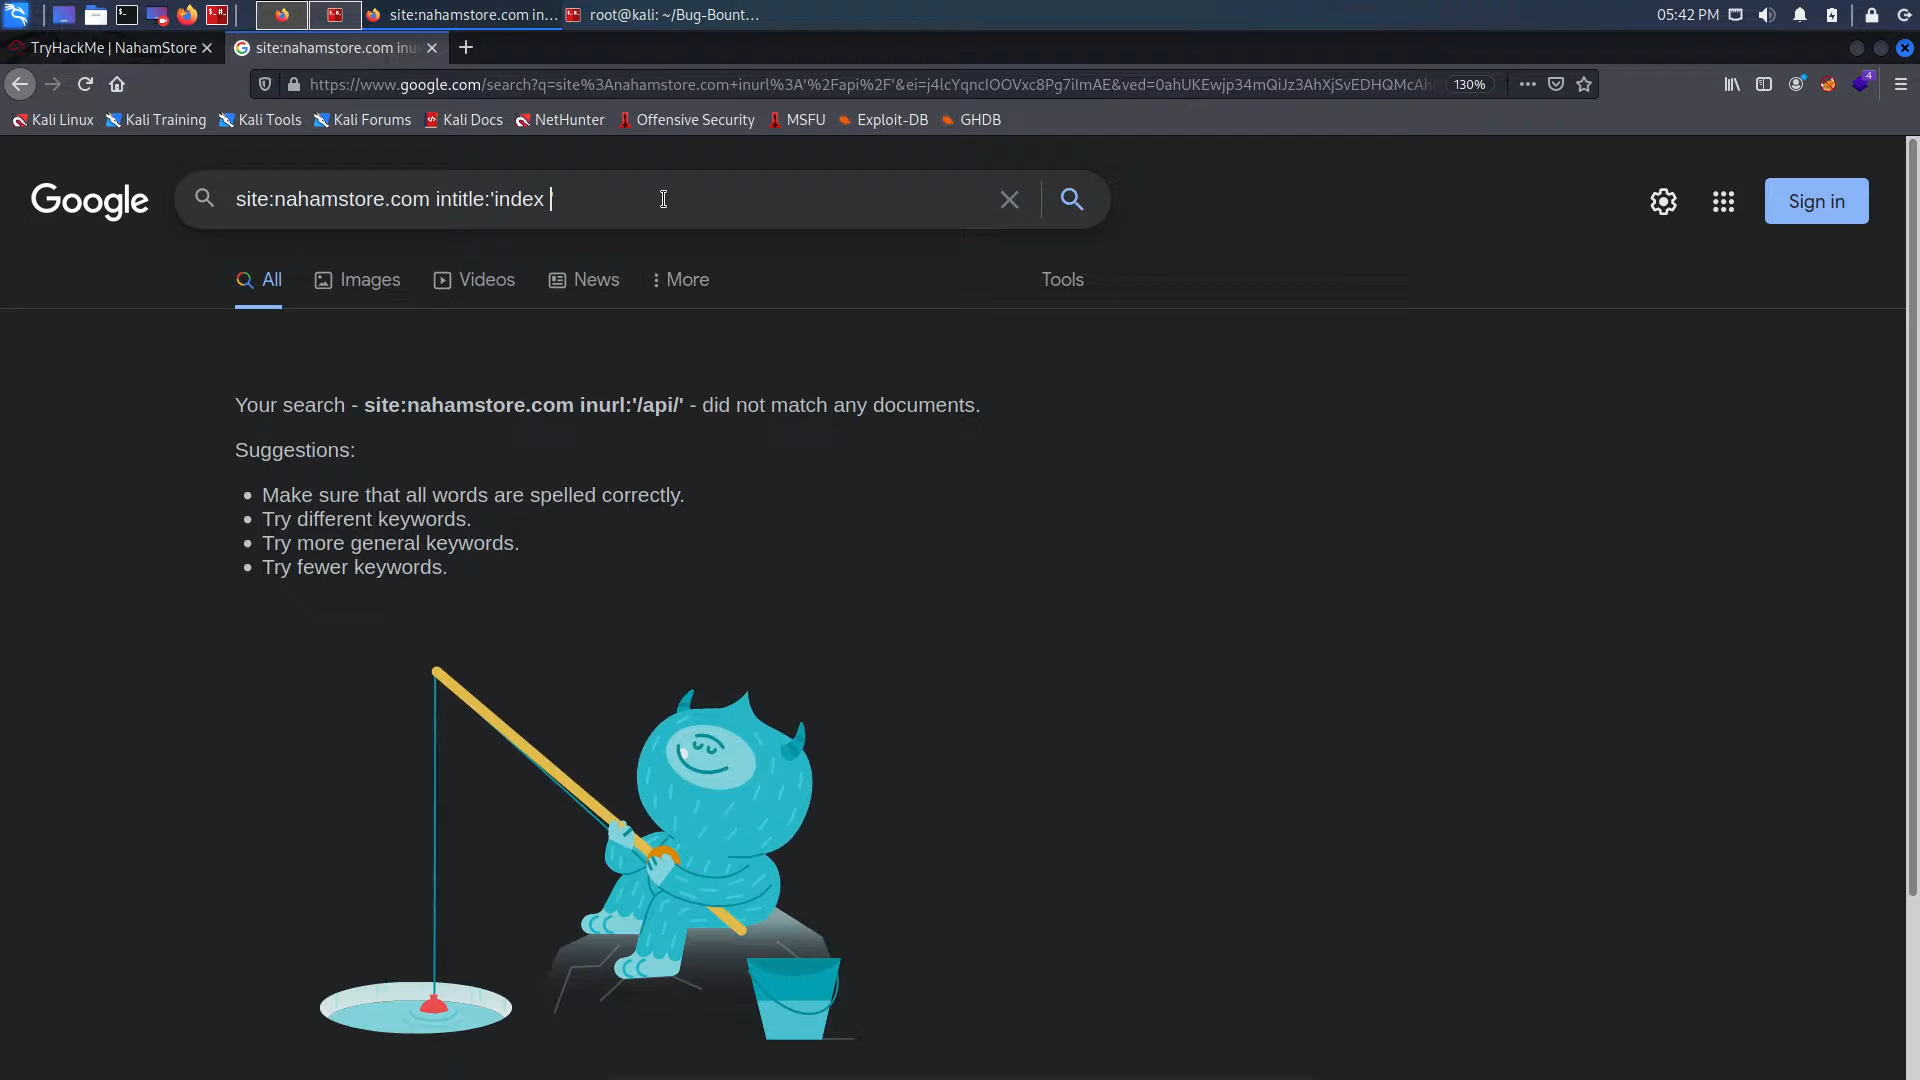 site:nahamstore.com in... root@kali: ~/Bug-Bount... 05:42 PM
TryHackMe | NahamStore site:nahamstore.com inu
https://www.google.com/search?q=site%3Anahamstore.com+inurl%3A'%2Fapi%2F'&ei=j4lcYqncIOOVxc8Pg7iImAE&ved=0ahUKEwjp34mQiJz3AhXjSvEDHQMcAh 130%
4
Kali Linux Kali Training Kali Tools Kali Forums Kali Docs NetHunter Offensive Security MSFU Exploit-DB GHDB
Google site:nahamstore.com intitle:'index ' Sign in
All Images Videos News More Tools
Your search - site:nahamstore.com inurl:'/api/' - did not match any documents.
Suggestions:
Make sure that all words are spelled correctly.
Try different keywords.
Try more general keywords.
Try fewer keywords.